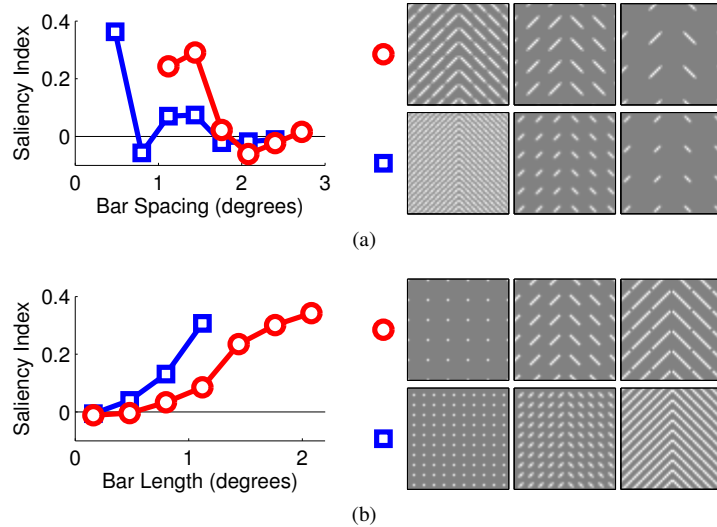 Saliency Index
0.4
0.2
0
0
1
2
3
Bar Spacing (degrees)
(a)
Saliency Index
0.4
0.2
0
0
1
2
Bar Length (degrees)
(b)